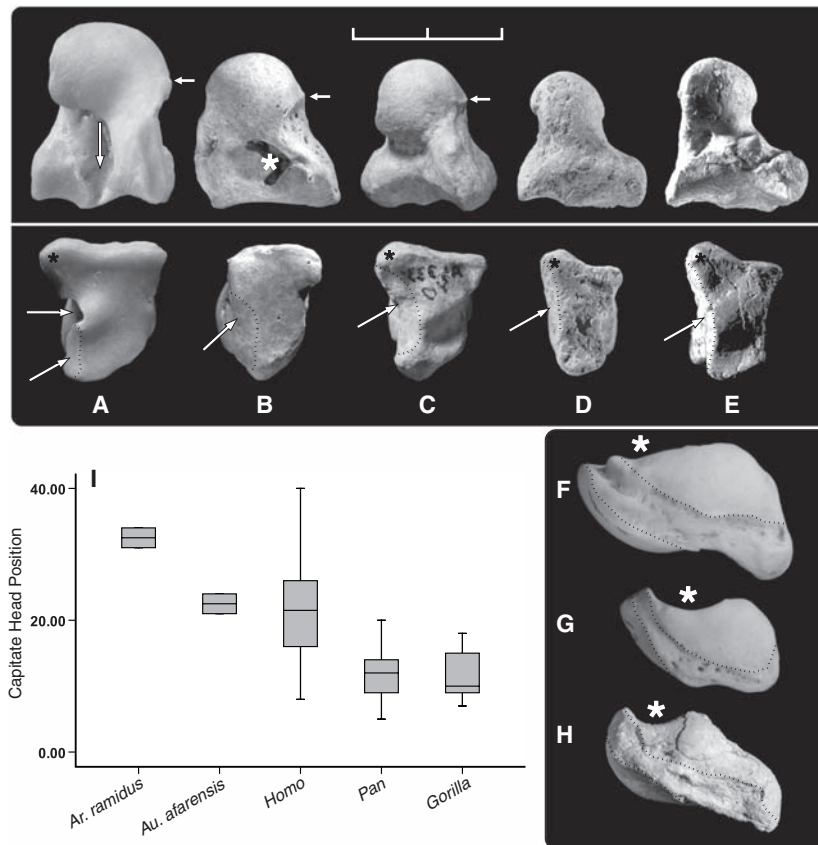 A B C D E
I
Capitate Head Position
40.00
20.00
0.00
Ar. ramidus
Au. afarensis
Homo
Pan
Gorilla
F
G
H